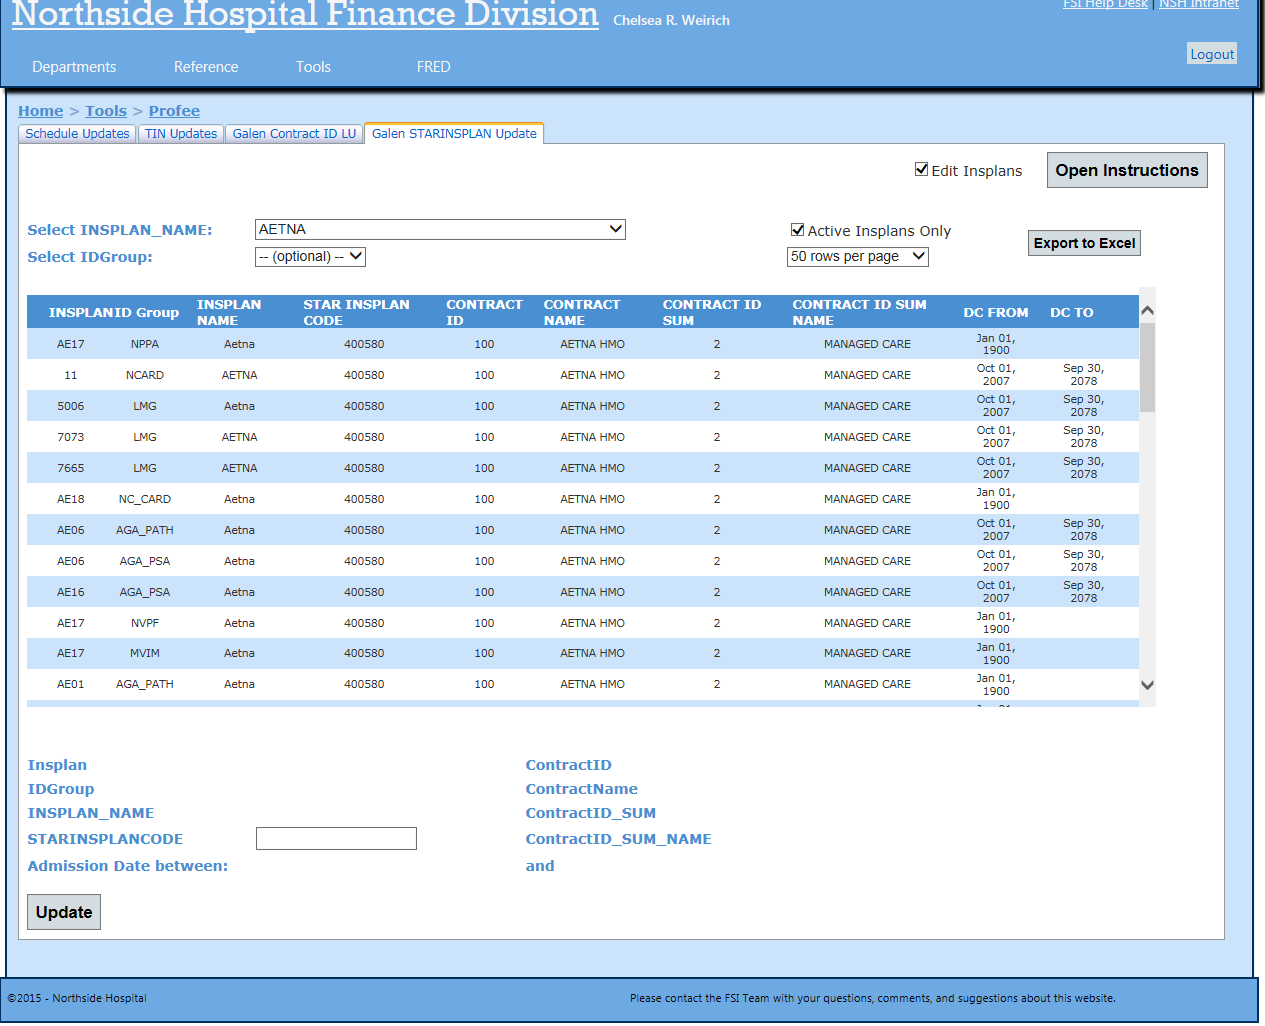 Northside Hospital Finance Division Chelsea R. Weirich FSI Help Desk | NSH Intranet
Logout
Departments Reference Tools FRED
Home > Tools > Profee
Schedule Updates TIN Updates Galen Contract ID LU Galen STARINSPLAN Update
Edit Insplans Open Instructions
Select INSPLAN_NAME: AETNA Active Insplans Only
Export to Excel
Select IDGroup: -- (optional) -- 50 rows per page
INSPLAN ID Group INSPLAN NAME STAR INSPLAN CODE CONTRACT ID CONTRACT NAME CONTRACT ID SUM CONTRACT ID SUM NAME DC FROM DC TO
AE17 NPPA Aetna 400580 100 AETNA HMO 2 MANAGED CARE Jan 01, 1900
11 NCARD AETNA 400580 100 AETNA HMO 2 MANAGED CARE Oct 01, 2007 Sep 30, 2078
5006 LMG Aetna 400580 100 AETNA HMO 2 MANAGED CARE Oct 01, 2007 Sep 30, 2078
7073 LMG AETNA 400580 100 AETNA HMO 2 MANAGED CARE Oct 01, 2007 Sep 30, 2078
7665 LMG AETNA 400580 100 AETNA HMO 2 MANAGED CARE Oct 01, 2007 Sep 30, 2078
AE18 NC_CARD Aetna 400580 100 AETNA HMO 2 MANAGED CARE Jan 01, 1900
AE06 AGA_PATH Aetna 400580 100 AETNA HMO 2 MANAGED CARE Oct 01, 2007 Sep 30, 2078
AE06 AGA_PSA Aetna 400580 100 AETNA HMO 2 MANAGED CARE Oct 01, 2007 Sep 30, 2078
AE16 AGA_PSA Aetna 400580 100 AETNA HMO 2 MANAGED CARE Oct 01, 2007 Sep 30, 2078
AE17 NVPF Aetna 400580 100 AETNA HMO 2 MANAGED CARE Jan 01, 1900
AE17 MVIM Aetna 400580 100 AETNA HMO 2 MANAGED CARE Jan 01, 1900
AE01 AGA_PATH Aetna 400580 100 AETNA HMO 2 MANAGED CARE Jan 01, 1900
Insplan ContractID
IDGroup ContractName
INSPLAN_NAME ContractID_SUM
STARINSPLANCODE ContractID_SUM_NAME
Admission Date between: and
Update
©2015 - Northside Hospital Please contact the FSI Team with your questions, comments, and suggestions about this website.